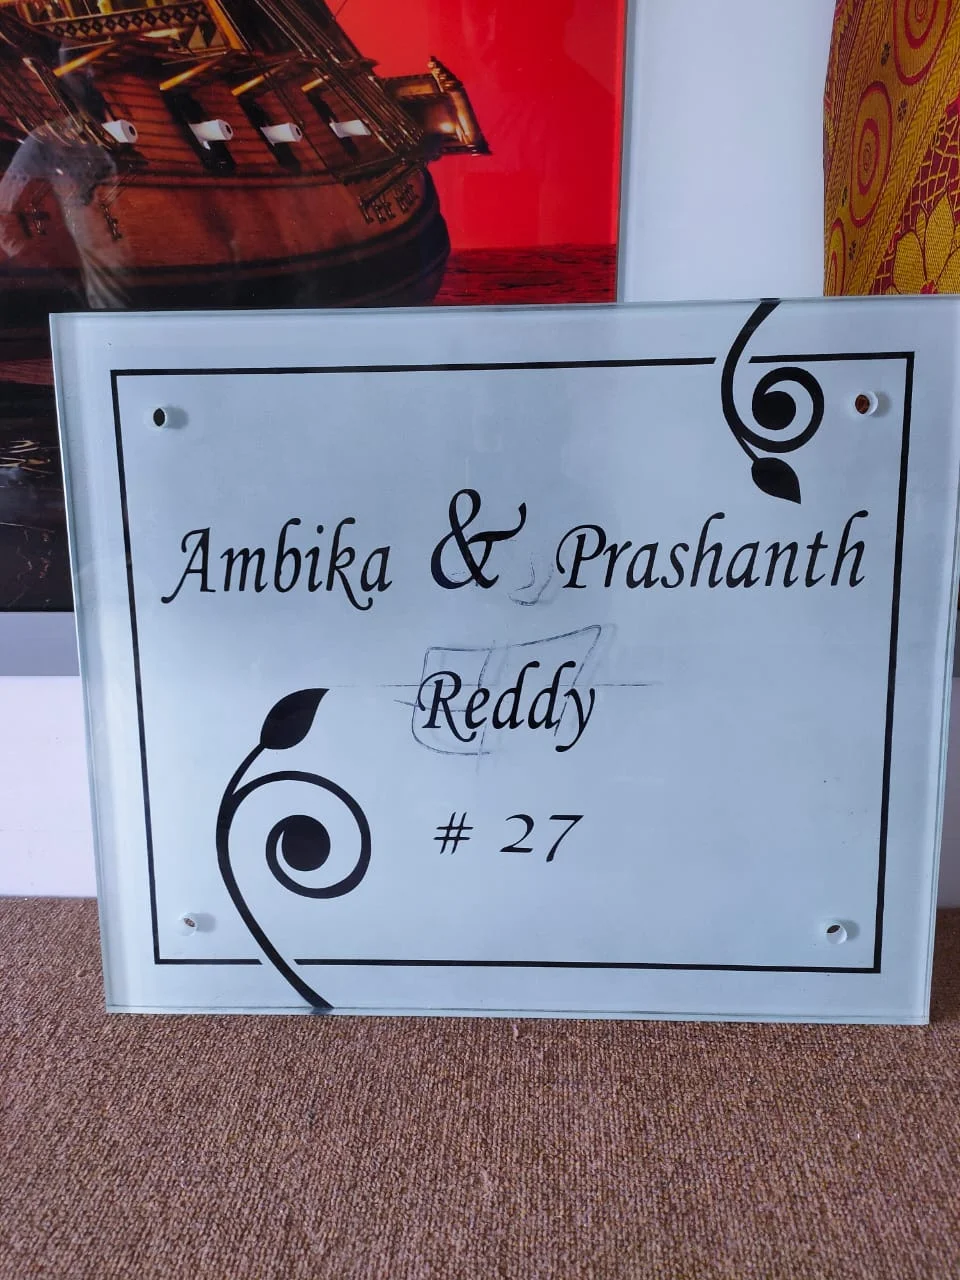 Ambika & Prashanth
Reddy
# 27